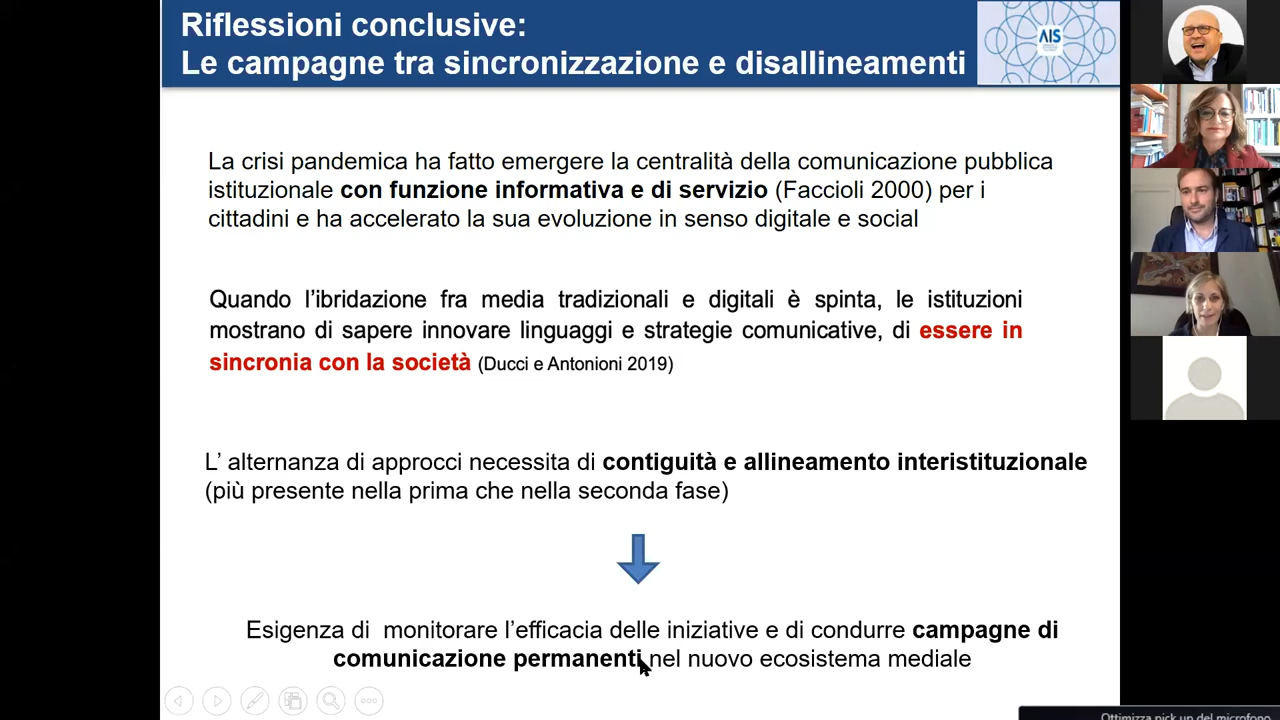 Riflessioni conclusive:
Le campagne tra sincronizzazione e disallineamenti
AIS
La crisi pandemica ha fatto emergere la centralità della comunicazione pubblica
istituzionale con funzione informativa e di servizio (Faccioli 2000) per i
cittadini e ha accelerato la sua evoluzione in senso digitale e social
Quando l’ibridazione fra media tradizionali e digitali è spinta, le istituzioni
mostrano di sapere innovare linguaggi e strategie comunicative, di essere in
sincronia con la società (Ducci e Antonioni 2019)
L’ alternanza di approcci necessita di contiguità e allineamento interistituzionale
(più presente nella prima che nella seconda fase)
Esigenza di  monitorare l’efficacia delle iniziative e di condurre campagne di
comunicazione permanenti nel nuovo ecosistema mediale
Ottimizza pick up del microfono